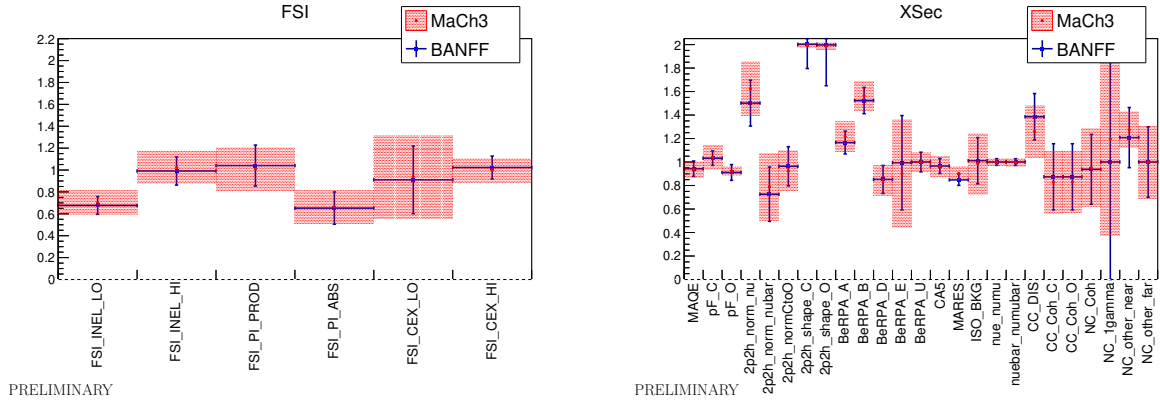 FSI
MaCh3
BANFF
2.2
2
1.8
1.6
1.4
1.2
1
0.8
0.6
0.4
0.2
0
FSI_INEL_LO
FSI_INEL_HI
FSI_PI_PROD
FSI_PI_ABS
FSI_CEX_LO
FSI_CEX_HI
PRELIMINARY
XSec
MaCh3
BANFF
2
1.8
1.6
1.4
1.2
1
0.8
0.6
0.4
0.2
0
MAQE
pF_C
pF_O
2p2h_norm_nu
2p2h_norm_nubar
2p2h_normCtoO
2p2h_shape_C
2p2h_shape_O
BeRPA_A
BeRPA_B
BeRPA_D
BeRPA_E
BeRPA_U
CA5
MARES
ISO_BKG
nue_numu
nuebar_numubar
CC_DIS
CC_Coh_C
CC_Coh_O
NC_Coh
NC_1gamma
NC_other_near
NC_other_far
PRELIMINARY